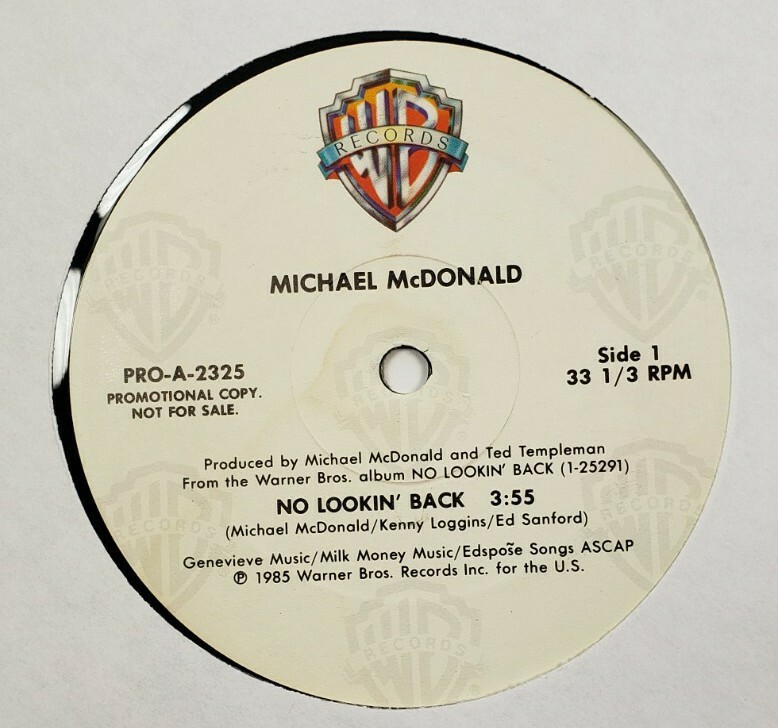 WB
RECORDS
MICHAEL McDONALD
PRO-A-2325
PROMOTIONAL COPY.
NOT FOR SALE.
Side 1
33 1/3 RPM
Produced by Michael McDonald and Ted Templeman
From the Warner Bros. album NO LOOKIN' BACK (1-25291)
NO LOOKIN' BACK 3:55
(Michael McDonald/Kenny Loggins/Ed Sanford)
Genevieve Music/Milk Money Music/Edspoše Songs ASCAP
℗ 1985 Warner Bros. Records Inc. for the U.S.